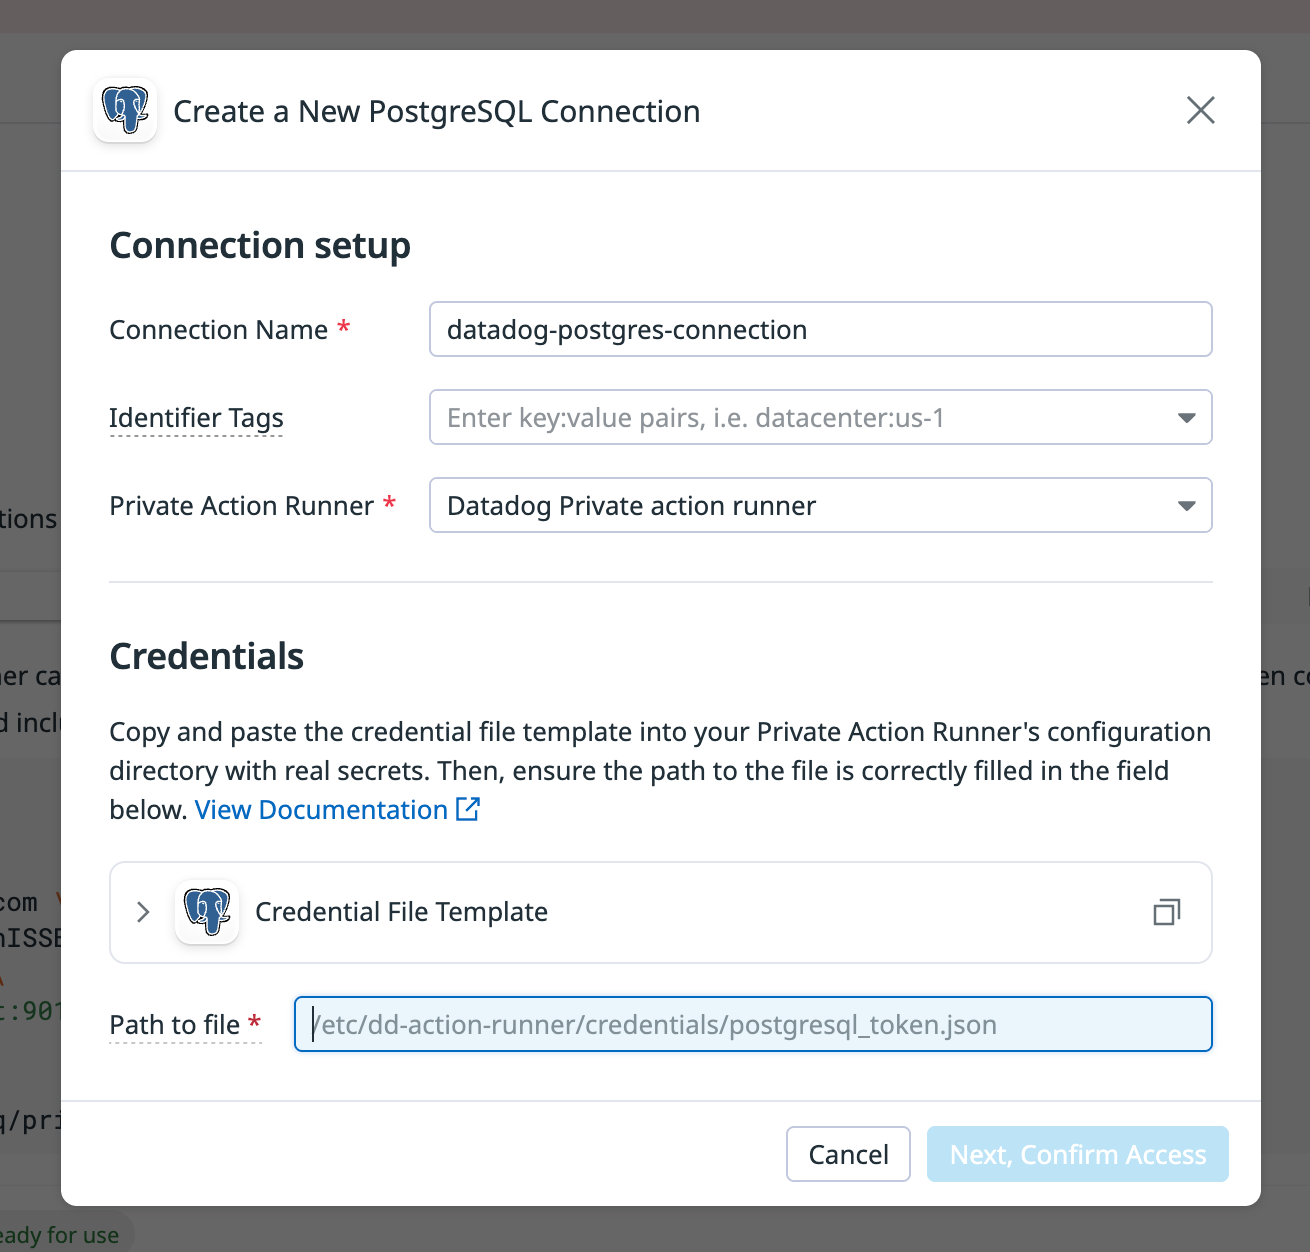 Create a New PostgreSQL Connection
Connection setup
Connection Name *
datadog-postgres-connection
Identifier Tags
Enter key:value pairs, i.e. datacenter:us-1
Private Action Runner *
Datadog Private action runner
tions
Credentials
er ca
en co
d incl
Copy and paste the credential file template into your Private Action Runner's configuration
directory with real secrets. Then, ensure the path to the file is correctly filled in the field
below. View Documentation
com \
Credential File Template
t:901
Path to file *
/etc/dd-action-runner/credentials/postgresql_token.json
q/pri
Cancel
Next, Confirm Access
eady for use